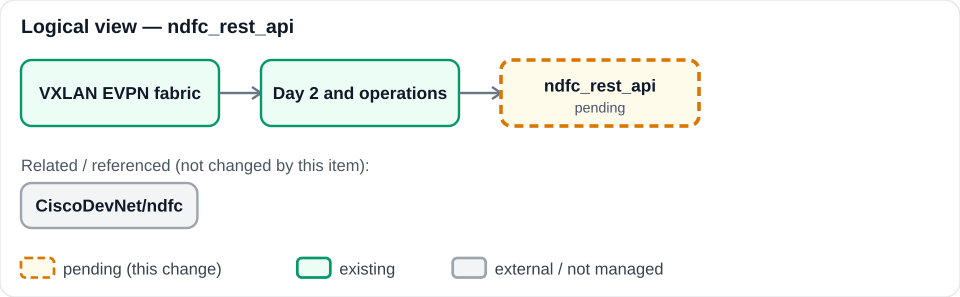 Logical view — ndfc_rest_api
VXLAN EVPN fabric
Day 2 and operations
ndfc_rest_api
pending
Related / referenced (not changed by this item):
CiscoDevNet/ndfc
pending (this change)
existing
external / not managed